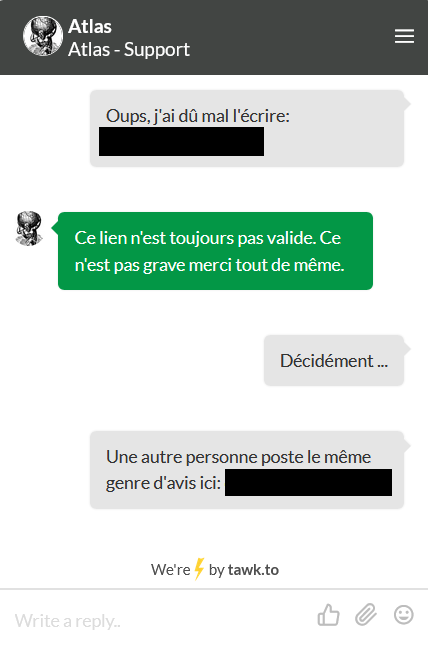 Atlas
Atlas - Support
Oups, j'ai dû mal l'écrire:
Ce lien n'est toujours pas valide. Ce
n'est pas grave merci tout de même.
Décidément ...
Une autre personne poste le même
genre d'avis ici:
We're by tawk.to
Write a reply..